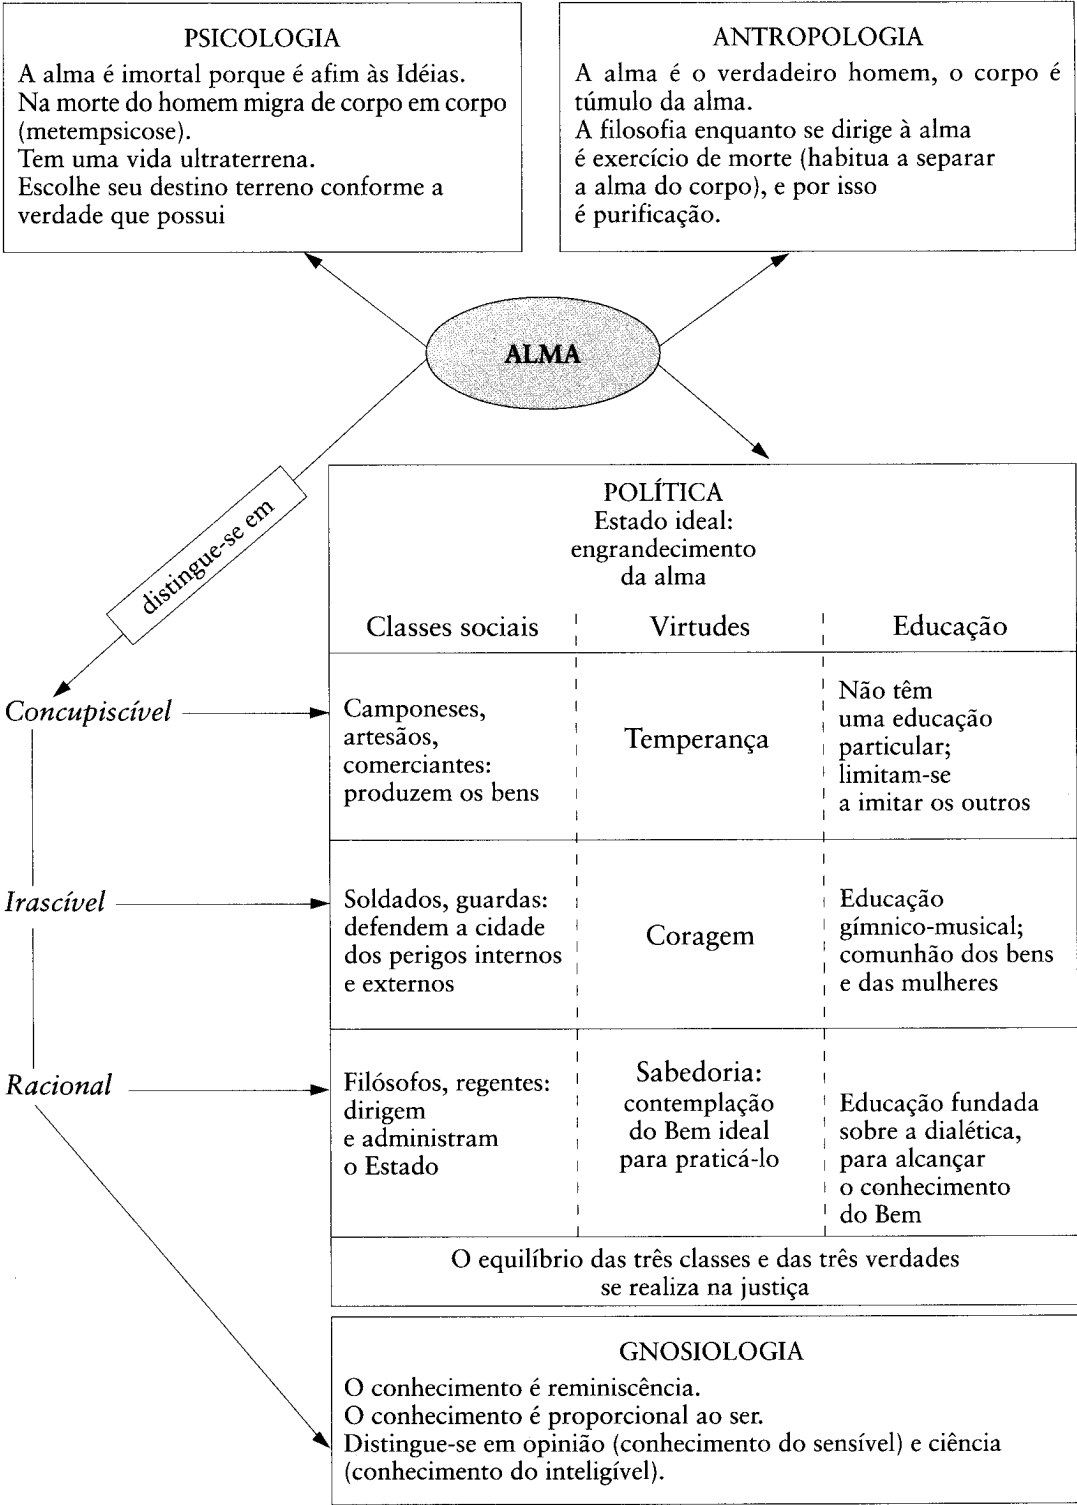 PSICOLOGIA
A alma é imortal porque é afim às Idéias.
Na morte do homem migra de corpo em corpo
(metempsicose).
Tem uma vida ultraterrena.
Escolhe seu destino terreno conforme a
verdade que possui
ANTROPOLOGIA
A alma é o verdadeiro homem, o corpo é
túmulo da alma.
A filosofia enquanto se dirige à alma
é exercício de morte (habitua a separar
a alma do corpo), e por isso
é purificação.
ALMA
distingue-se em
POLÍTICA
Estado ideal:
engrandecimento
da alma
Classes sociais
Virtudes
Educação
Concupiscível
Camponeses,
artesãos,
comerciantes:
produzem os bens
Temperança
Não têm
uma educação
particular;
limitam-se
a imitar os outros
Irascível
Soldados, guardas:
defendem a cidade
dos perigos internos
e externos
Coragem
Educação
gímnico-musical;
comunhão dos bens
e das mulheres
Racional
Filósofos, regentes:
dirigem
e administram
o Estado
Sabedoria:
contemplação
do Bem ideal
para praticá-lo
Educação fundada
sobre a dialética,
para alcançar
o conhecimento
do Bem
O equilíbrio das três classes e das três verdades
se realiza na justiça
GNOSIOLOGIA
O conhecimento é reminiscência.
O conhecimento é proporcional ao ser.
Distingue-se em opinião (conhecimento do sensível) e ciência
(conhecimento do inteligível).